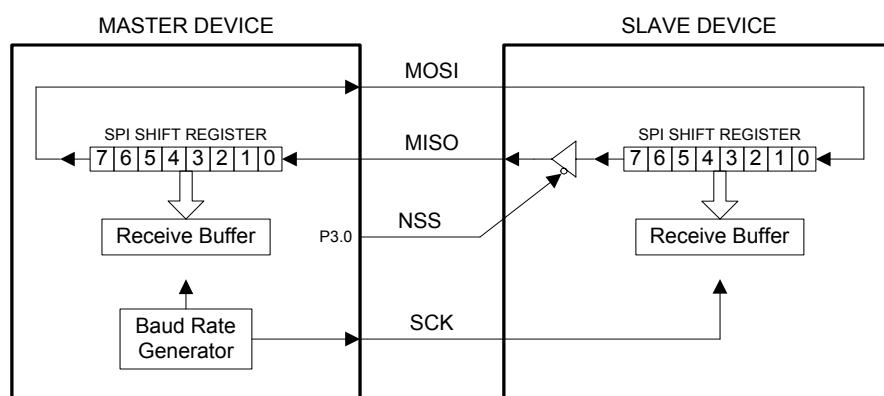 MASTER DEVICE
SLAVE DEVICE
MOSI
SPI SHIFT REGISTER
7 6 5 4 3 2 1 0
MISO
SPI SHIFT REGISTER
7 6 5 4 3 2 1 0
Receive Buffer
P3.0
NSS
Receive Buffer
Baud Rate
Generator
SCK